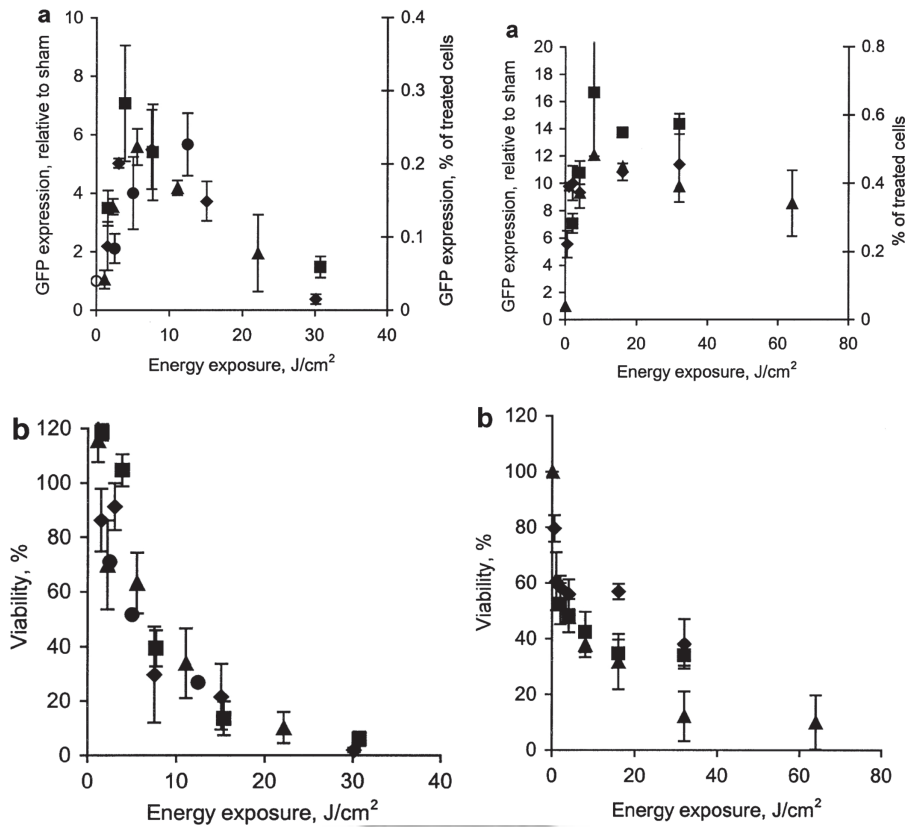 a
10
8
6
4
2
0
GFP expression, relative to sham
0.4
0.3
0.2
0.1
0
GFP expression, % of treated cells
0 10 20 30 40
Energy exposure, J/cm²
a
20
18
16
14
12
10
8
6
4
2
0
GFP expression, relative to sham
0.8
0.6
0.4
0.2
0
% of treated cells
0 20 40 60 80
Energy exposure, J/cm²
b
120
100
80
60
40
20
0
Viability, %
0 10 20 30 40
Energy exposure, J/cm²
b
120
100
80
60
40
20
0
Viability, %
0 20 40 60 80
Energy exposure, J/cm²